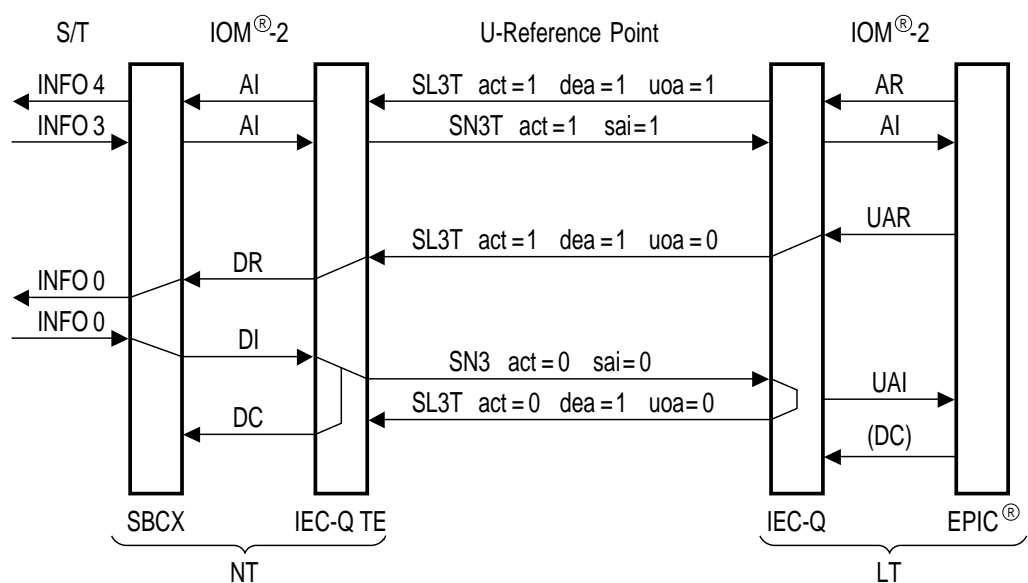 S/T IOM®-2 U-Reference Point IOM®-2
INFO 4 AI SL3T act = 1 dea = 1 uoa = 1 AR
INFO 3 AI SN3T act = 1 sai = 1 AI
UAR
SL3T act = 1 dea = 1 uoa = 0
DR
INFO 0
INFO 0
DI
SN3 act = 0 sai = 0
UAI
SL3T act = 0 dea = 1 uoa = 0
DC
(DC)
SBCX IEC-Q TE IEC-Q EPIC®
NT LT